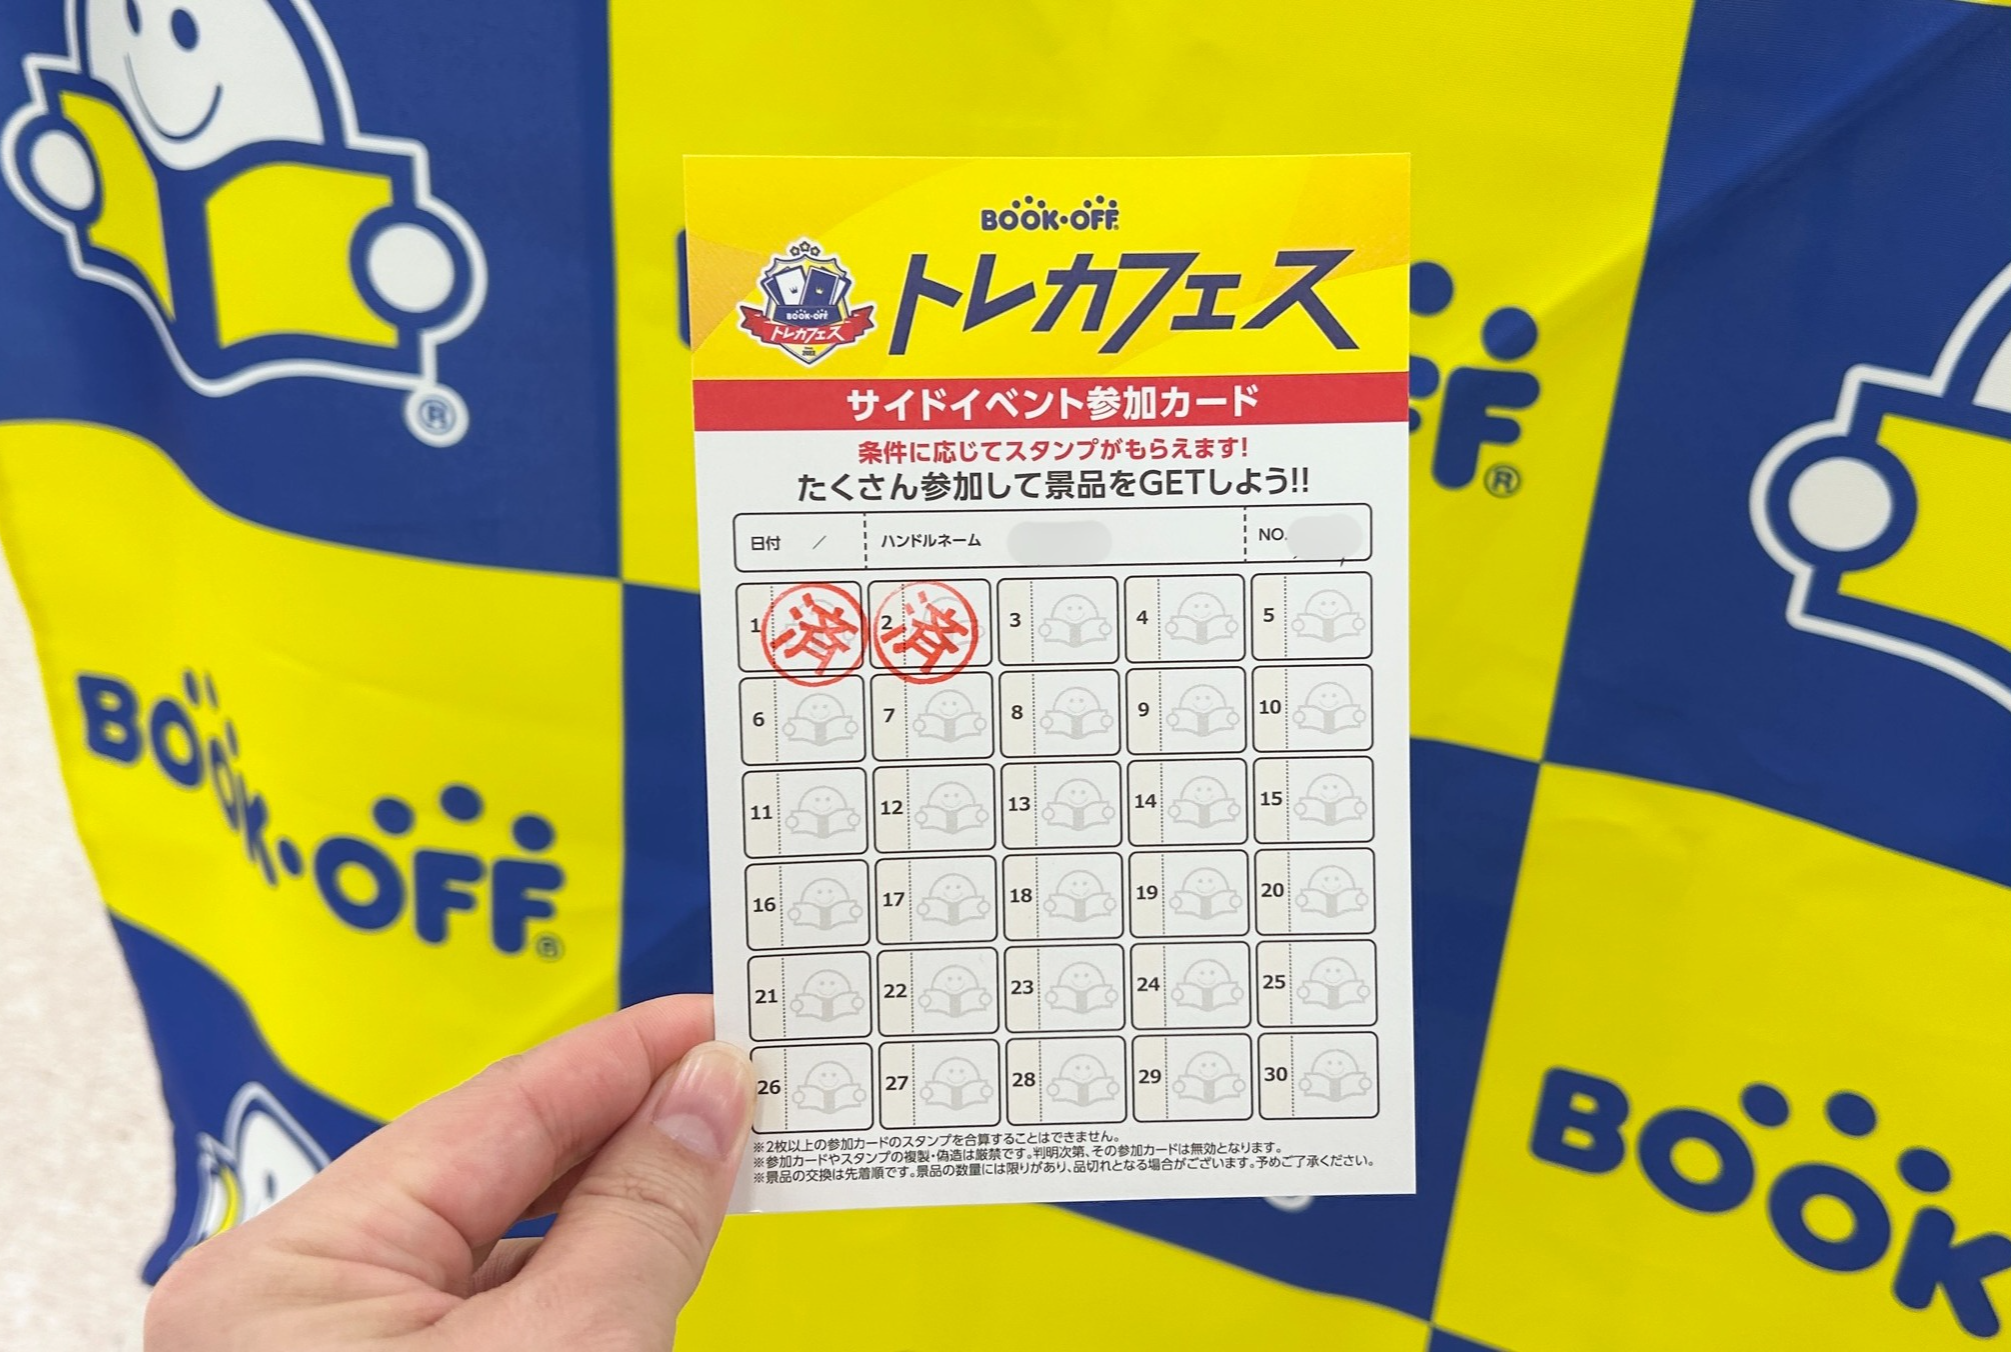 BOOK・OFF
トレカフェス
BOOK・OFF
トレカフェス
サイドイベント参加カード
条件に応じてスタンプがもらえます!
たくさん参加して景品をGETしよう!!
日付 / ハンドルネーム NO.
1 済 2 済 3 4 5
6 7 8 9 10
11 12 13 14 15
16 17 18 19 20
21 22 23 24 25
26 27 28 29 30
※2枚以上の参加カードのスタンプを合算することはできません。
※参加カードやスタンプの複製・偽造は厳禁です。判明次第、その参加カードは無効となります。
※景品の交換は先着順です。景品の数量には限りがあり、品切れとなる場合がございます。予めご了承ください。
®
FF®
BOOK・OFF®
BOOK